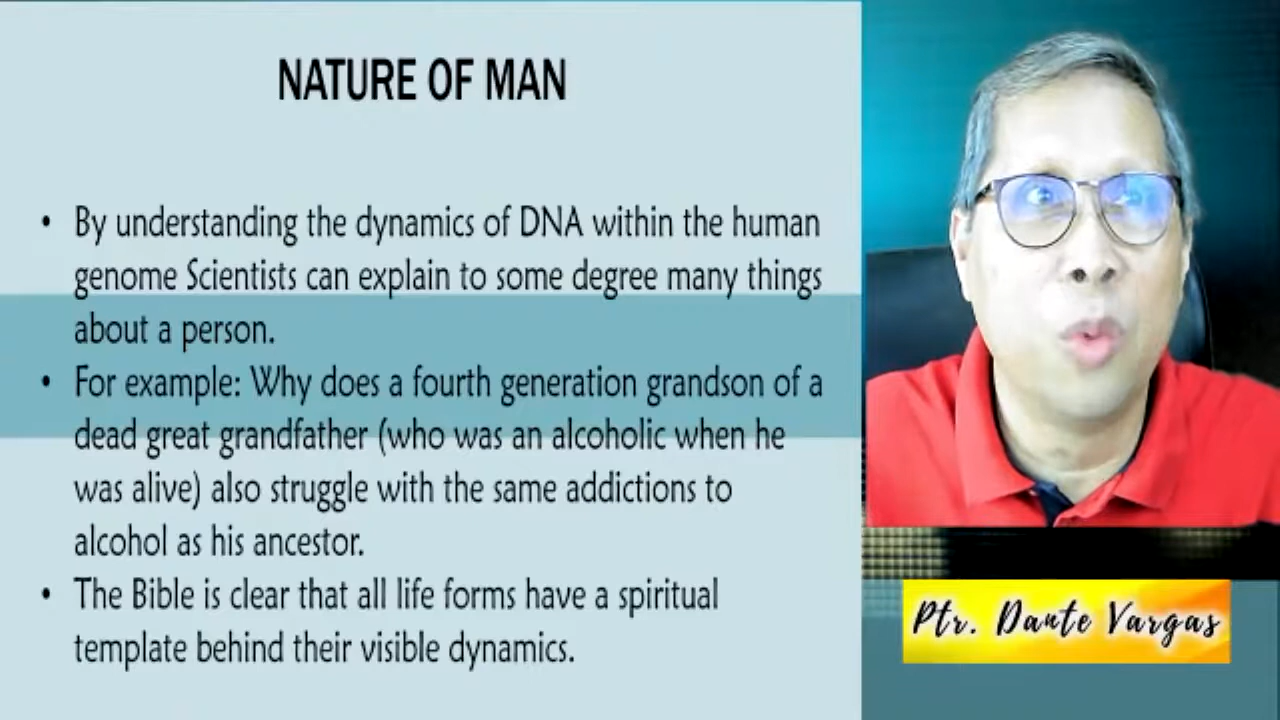 NATURE OF MAN
• By understanding the dynamics of DNA within the human
genome Scientists can explain to some degree many things
about a person.
• For example: Why does a fourth generation grandson of a
dead great grandfather (who was an alcoholic when he
was alive) also struggle with the same addictions to
alcohol as his ancestor.
• The Bible is clear that all life forms have a spiritual
template behind their visible dynamics.
Ptr. Dante Vargas